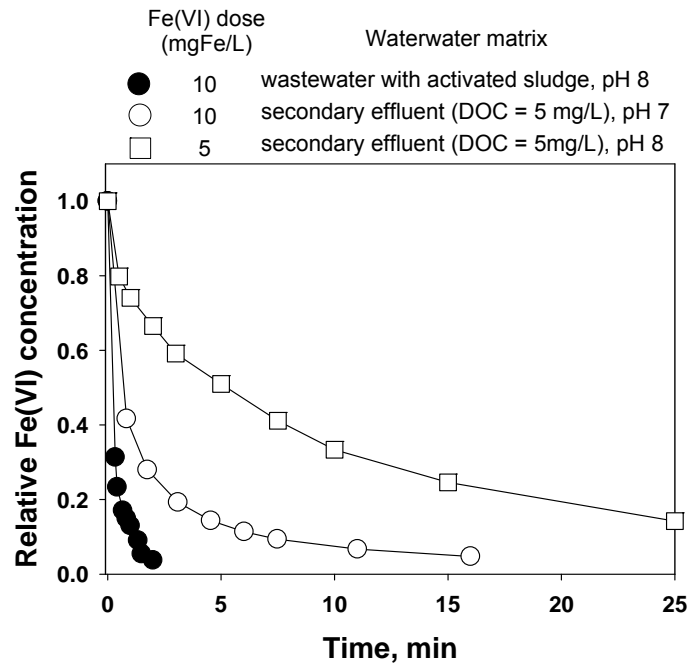 Fe(VI) dose
(mgFe/L)
Waterwater matrix
10 wastewater with activated sludge, pH 8
10 secondary effluent (DOC = 5 mg/L), pH 7
5 secondary effluent (DOC = 5mg/L), pH 8
Relative Fe(VI) concentration
1.0
0.8
0.6
0.4
0.2
0.0
0 5 10 15 20 25
Time, min